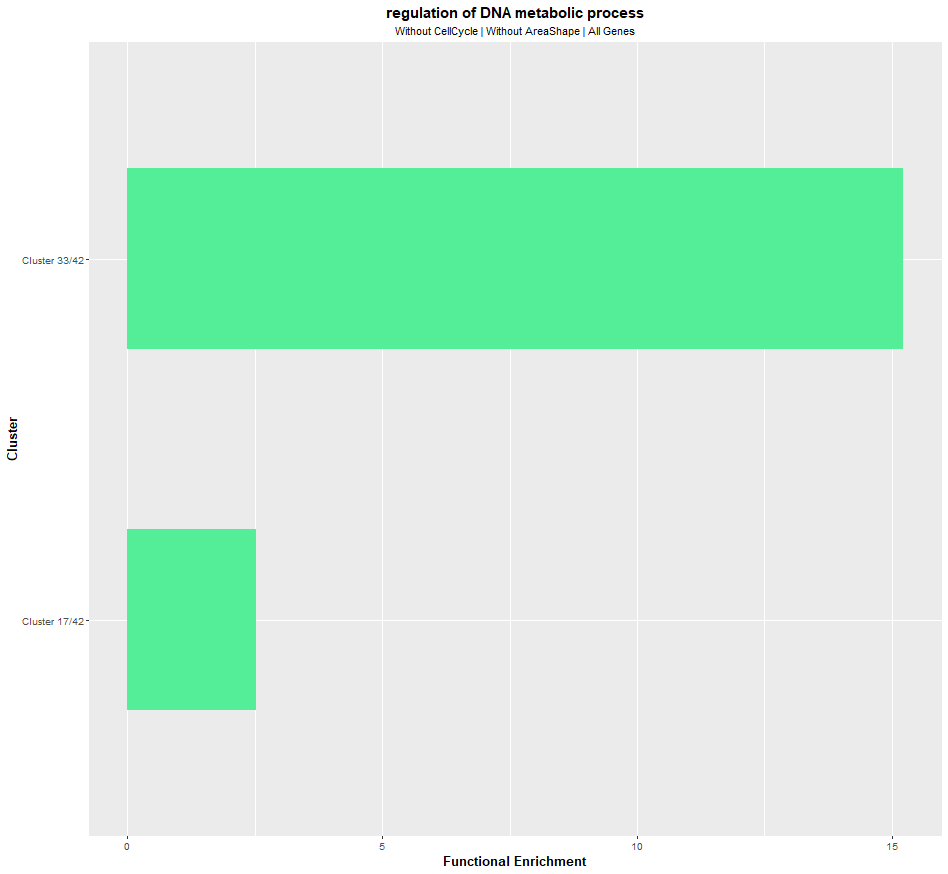 regulation of DNA metabolic process
Without CellCycle | Without AreaShape | All Genes
Cluster
Cluster 33/42
Cluster 17/42
0 5 10 15
Functional Enrichment